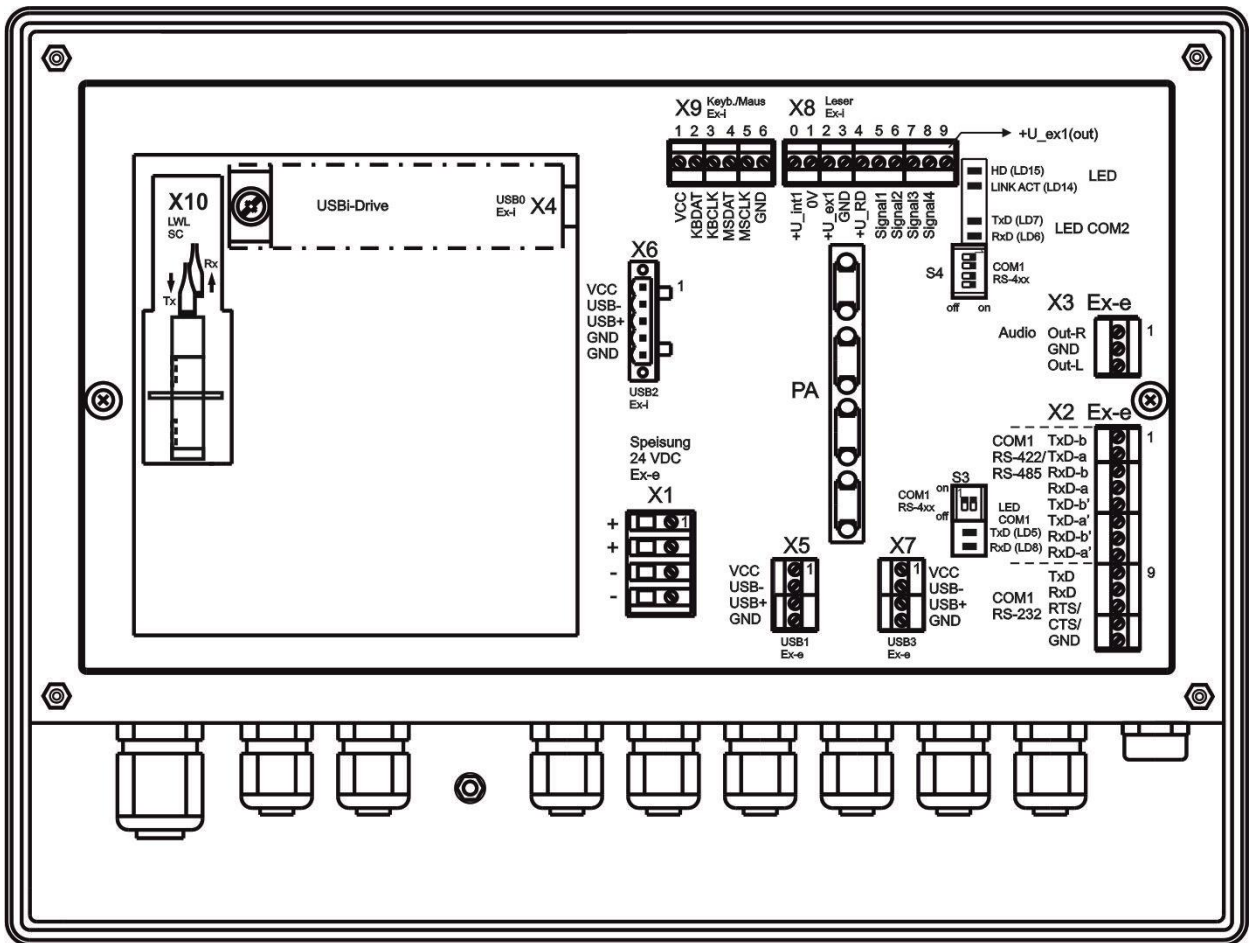 X9 Keyb./Maus
Ex-i
1 2 3 4 5 6
VCC
KBDAT
KBCLK
MSDAT
MSCLK
GND
X8 Leser
Ex-i
0 1 2 3 4 5 6 7 8 9
+U_ex1(out)
+U_int1
0V
+U_ex1
GND
+U_RD
Signal1
Signal2
Signal3
Signal4
HD (LD15)
LINK ACT (LD14)
LED
TxD (LD7)
RxD (LD6)
LED COM2
S4
COM1
RS-4xx
off on
X10
LWL
SC
Tx
Rx
USBi-Drive
USB0
Ex-i
X4
X6
1
VCC
USB-
USB+
GND
GND
USB2
Ex-i
X3 Ex-e
Audio
Out-R
GND
Out-L
1
PA
X2 Ex-e
COM1
RS-422/
RS-485
TxD-b
TxD-a
RxD-b
RxD-a
TxD-b'
TxD-a'
RxD-b'
RxD-a'
1
COM1
RS-232
TxD
RxD
RTS/
CTS/
GND
9
Speisung
24 VDC
Ex-e
X1
1
+
+
-
-
S3
on
1
off
COM1
RS-4xx
LED
COM1
TxD (LD5)
RxD (LD8)
X5
1
VCC
USB-
USB+
GND
USB1
Ex-e
X7
1
VCC
USB-
USB+
GND
USB3
Ex-e